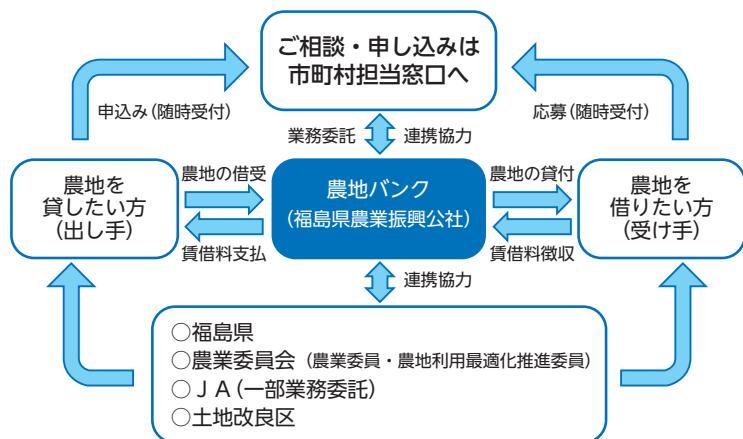 ご相談・申し込みは
市町村担当窓口へ
申込み（随時受付）
応募（随時受付）
業務委託
連携協力
農地を
貸したい方
（出し手）
農地の借受
賃借料支払
農地バンク
（福島県農業振興公社）
農地の貸付
賃借料徴収
農地を
借りたい方
（受け手）
連携協力
○福島県
○農業委員会（農業委員・農地利用最適化推進委員）
○ＪＡ（一部業務委託）
○土地改良区